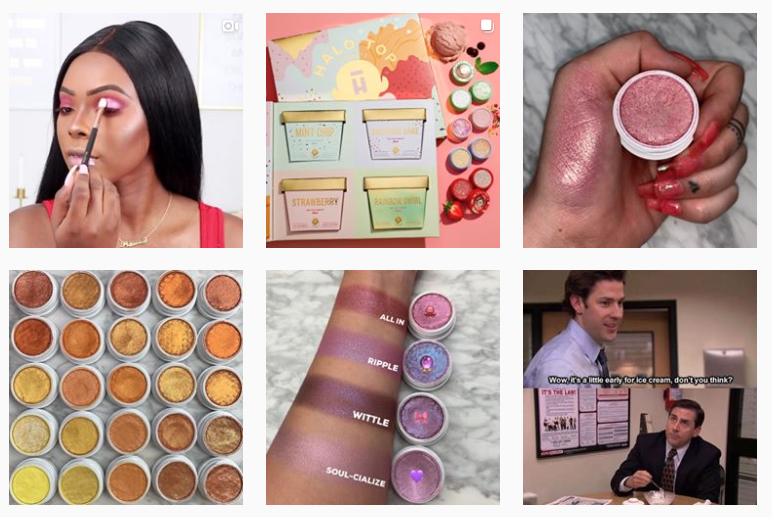 HALO TOP
MINT CHIP
STRAWBERRY
RAINBOW SWIRL
ALL IN
RIPPLE
WITTLE
SOUL-CIALIZE
Wow, it's a little early for ice cream, don't you think?
IT'S THE LAW!